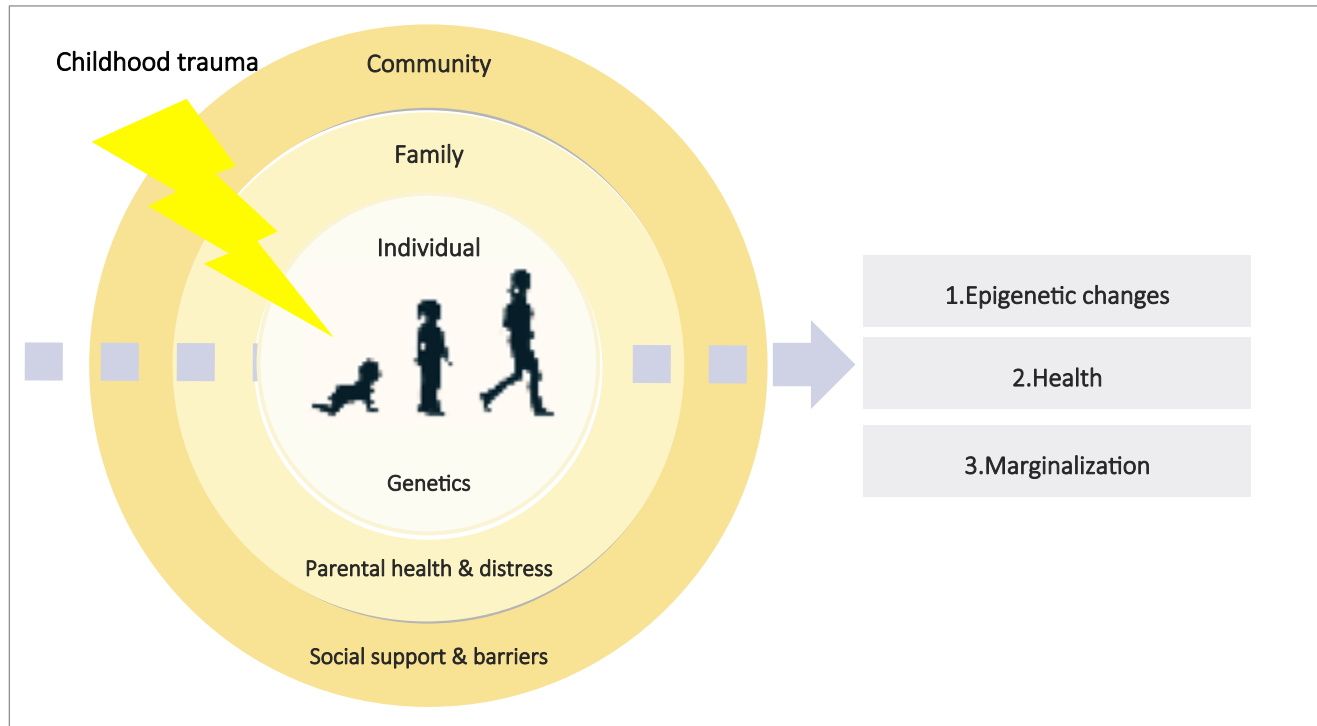 Childhood trauma
Community
Family
Individual
Genetics
Parental health & distress
Social support & barriers
1.Epigenetic changes
2.Health
3.Marginalization